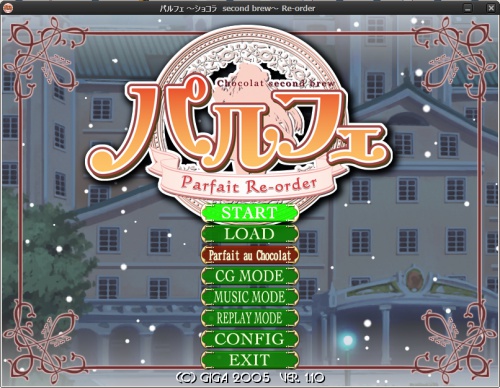 パルフェ ～ショコラ second brew～ Re-order
Chocolat second brew
パルフェ
Parfait Re-order
START
LOAD
Parfait au Chocolat
CG MODE
MUSIC MODE
REPLAY MODE
CONFIG
EXIT
(C) GIGA 2005 VER. 1.10